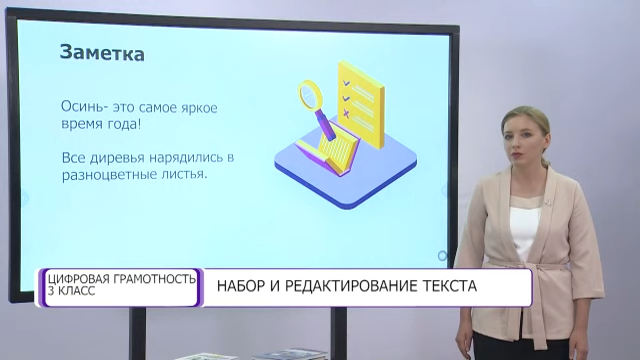 Заметка
Осинь- это самое яркое
время года!
Все диревья нарядились в
разноцветные листья.
ЦИФРОВАЯ ГРАМОТНОСТЬ
3 КЛАСС
НАБОР И РЕДАКТИРОВАНИЕ ТЕКСТА